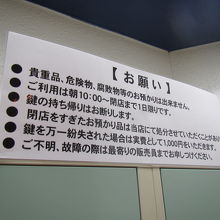 【お願い】
●貴重品、危険物、腐敗物等のお預かりは出来ません。
●ご利用は朝10:00〜閉店まで1日限りです。
●鍵の持ち帰りはお断りします。
●閉店をすぎたお預かり品は当店にて処分させていただくことがあり
●鍵を万一紛失された場合は実費として1,000円をいただきます。
●ご不明、故障の際は最寄りの販売員までお申しつけください。